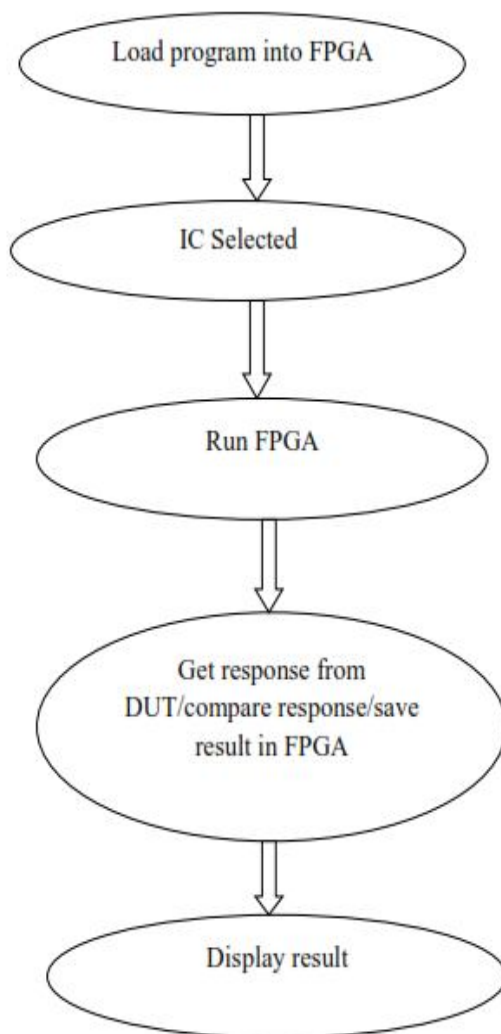 Load program into FPGA
IC Selected
Run FPGA
Get response from
DUT/compare response/save
result in FPGA
Display result